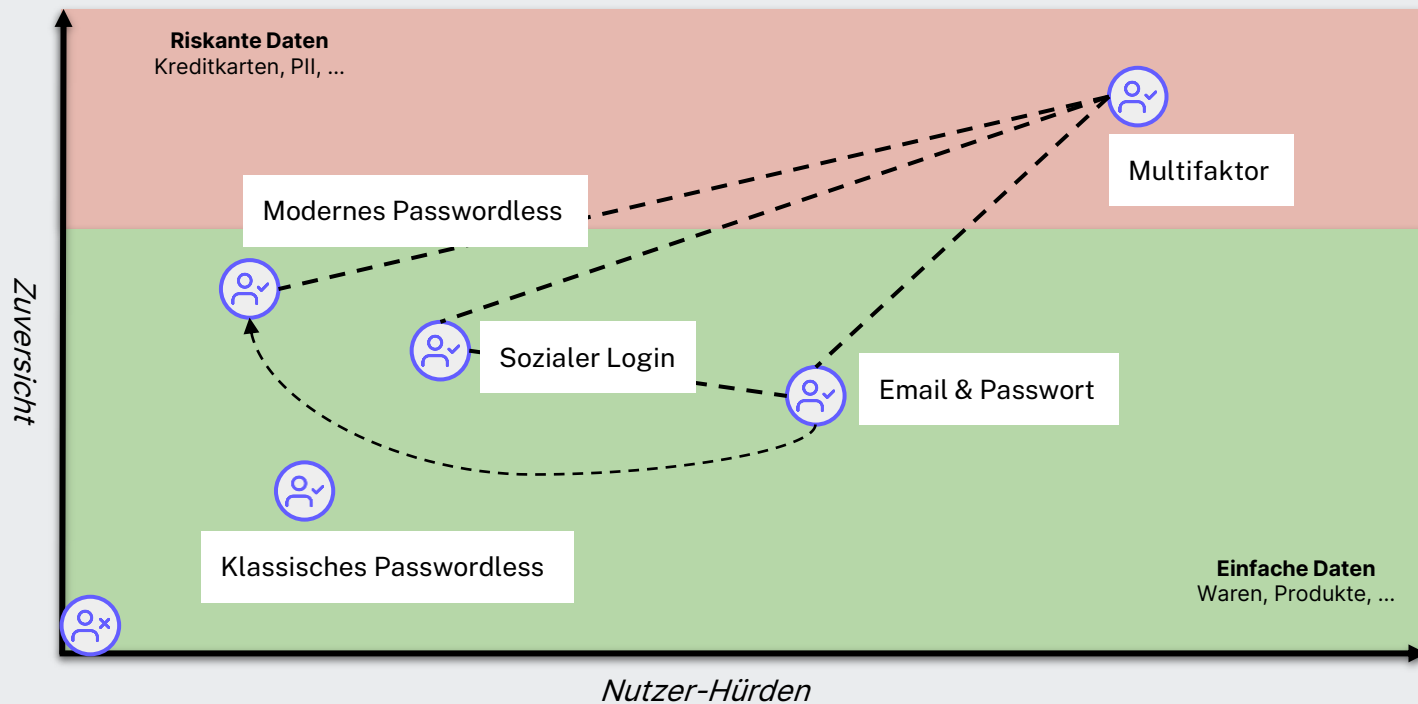 Riskante Daten
Kreditkarten, PII, ...
Multifaktor
Modernes Passwordless
Sozialer Login
Email & Passwort
Klassisches Passwordless
Einfache Daten
Waren, Produkte, ...
Zuversicht
Nutzer-Hürden